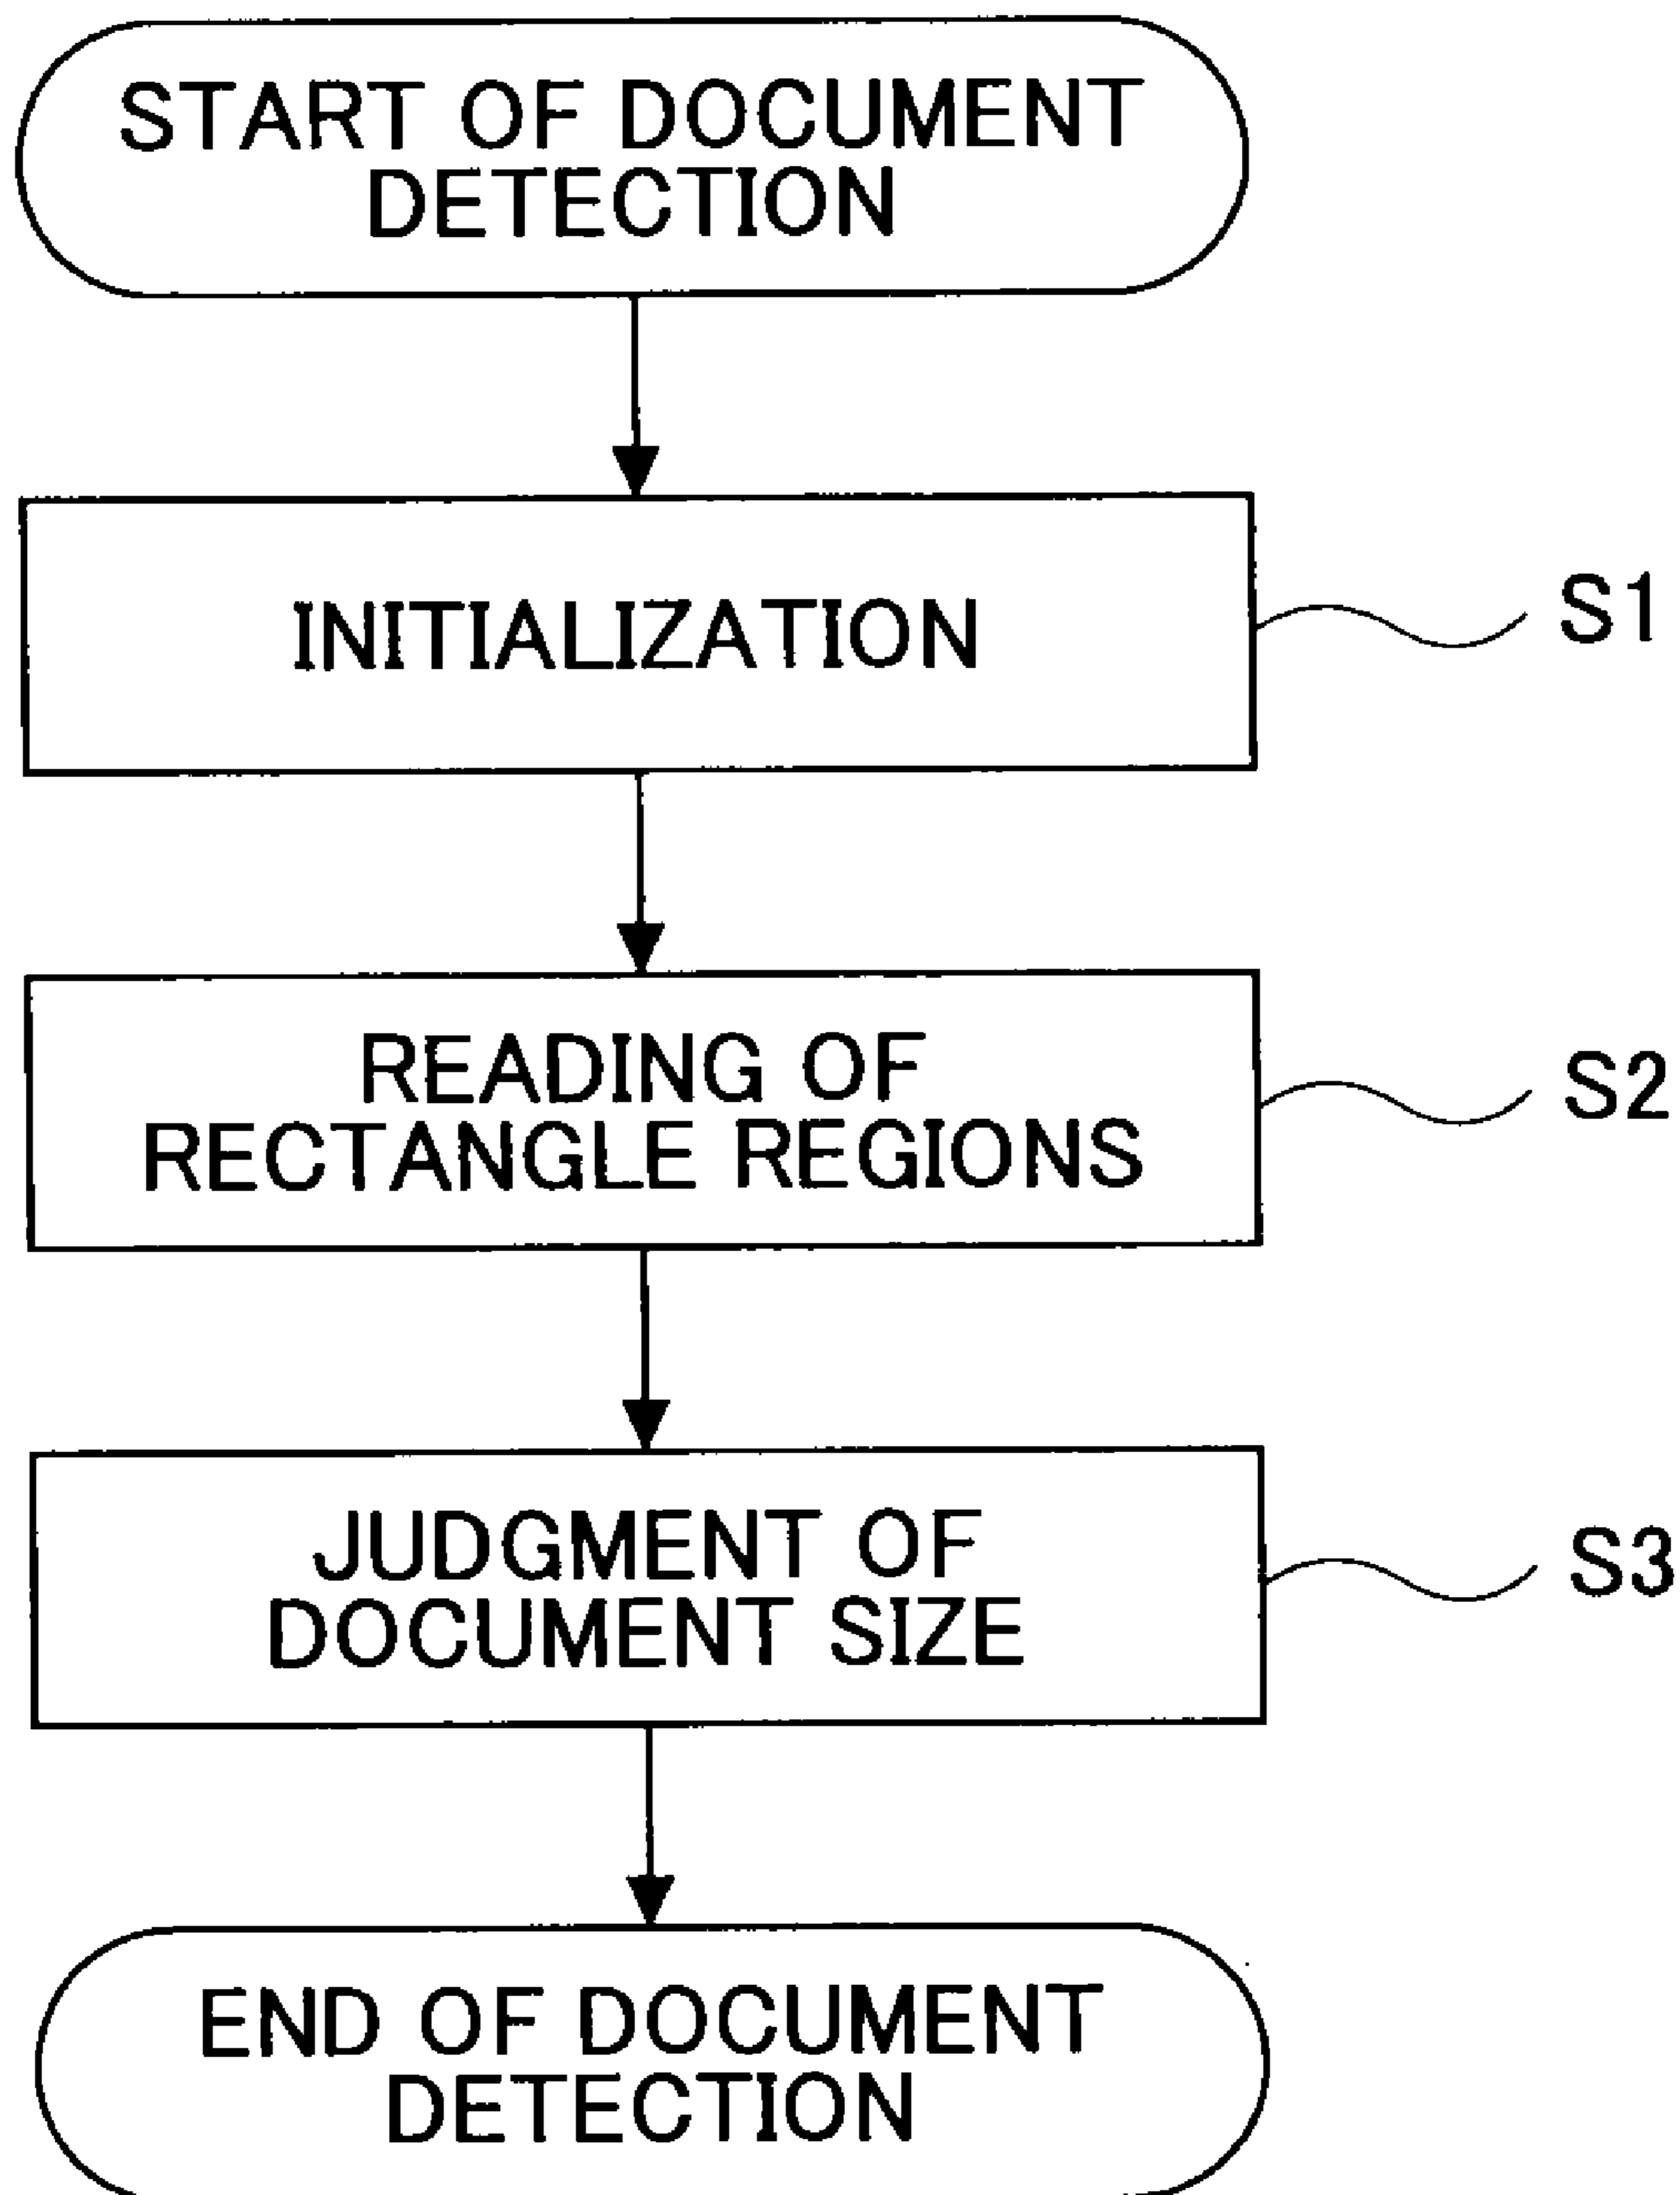 START OF DOCUMENT
DETECTION
INITIALIZATION
S1
READING OF
RECTANGLE REGIONS
S2
JUDGMENT OF
DOCUMENT SIZE
S3
END OF DOCUMENT
DETECTION